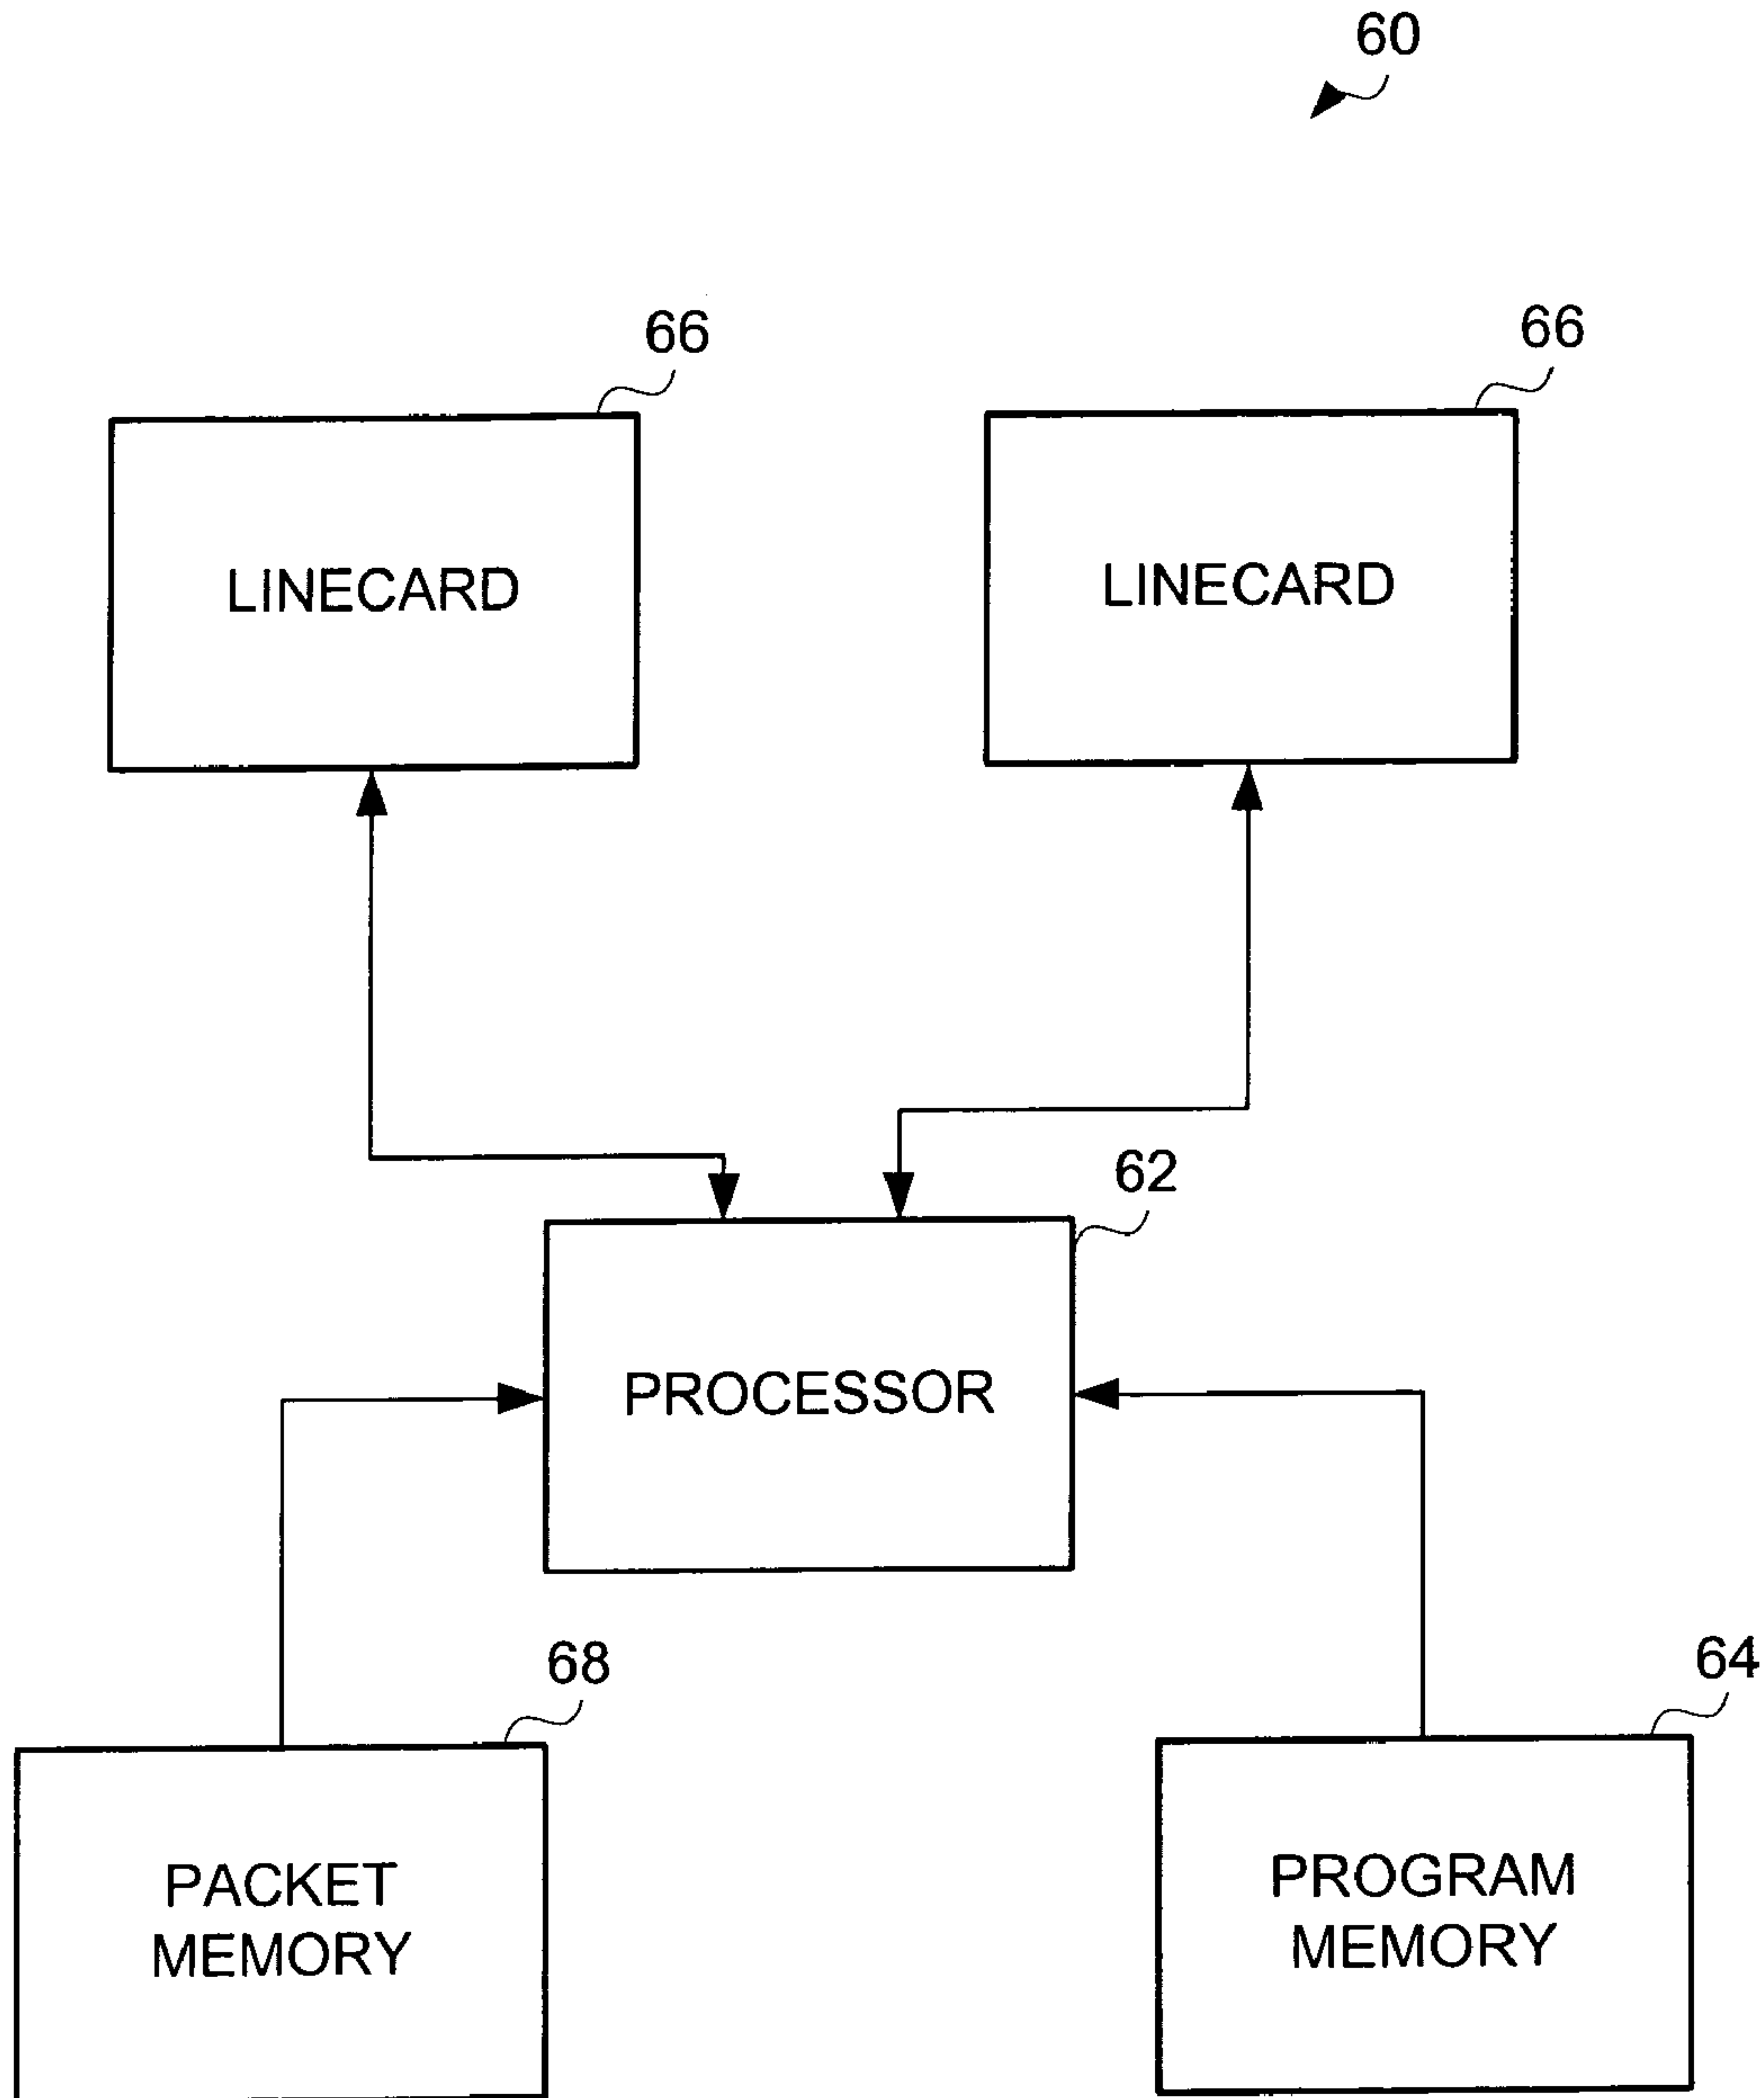 60
66
66
LINECARD
LINECARD
62
PROCESSOR
68
64
PACKET
MEMORY
PROGRAM
MEMORY